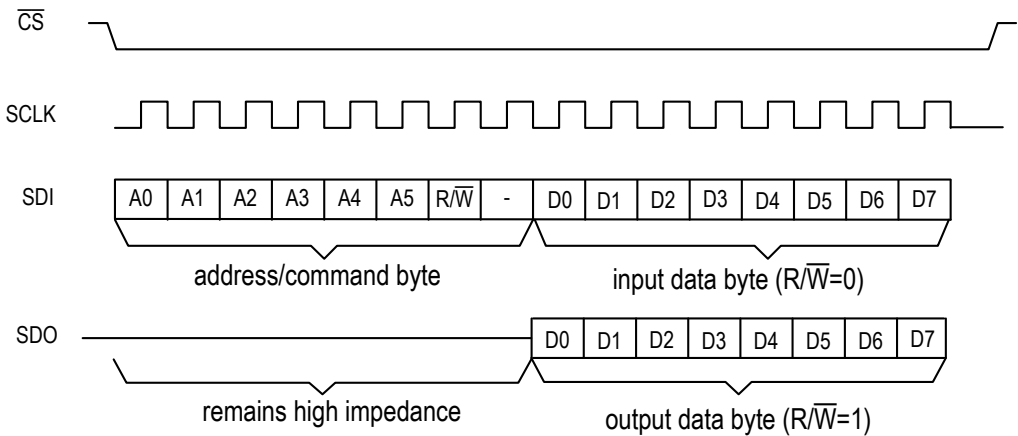 C̅S̅
SCLK
SDI A0 A1 A2 A3 A4 A5 R/W̅ - D0 D1 D2 D3 D4 D5 D6 D7
address/command byte input data byte (R/W̅=0)
SDO D0 D1 D2 D3 D4 D5 D6 D7
remains high impedance output data byte (R/W̅=1)